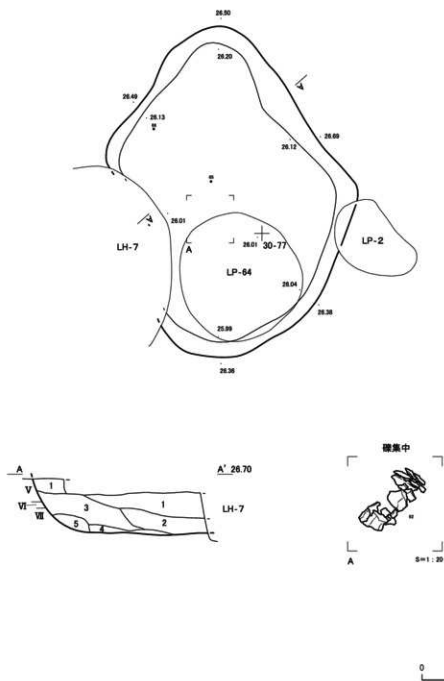 26.50
26.20
26.49
26.13
26.69
26.12
26.01
26.01
30-77
LH-7
A
LP-64
LP-2
26.04
26.38
25.99
26.36
A
A' 26.70
1
V
VI
VII
3
1
2
5
4
LH-7
礫集中
A
S=1:20
0